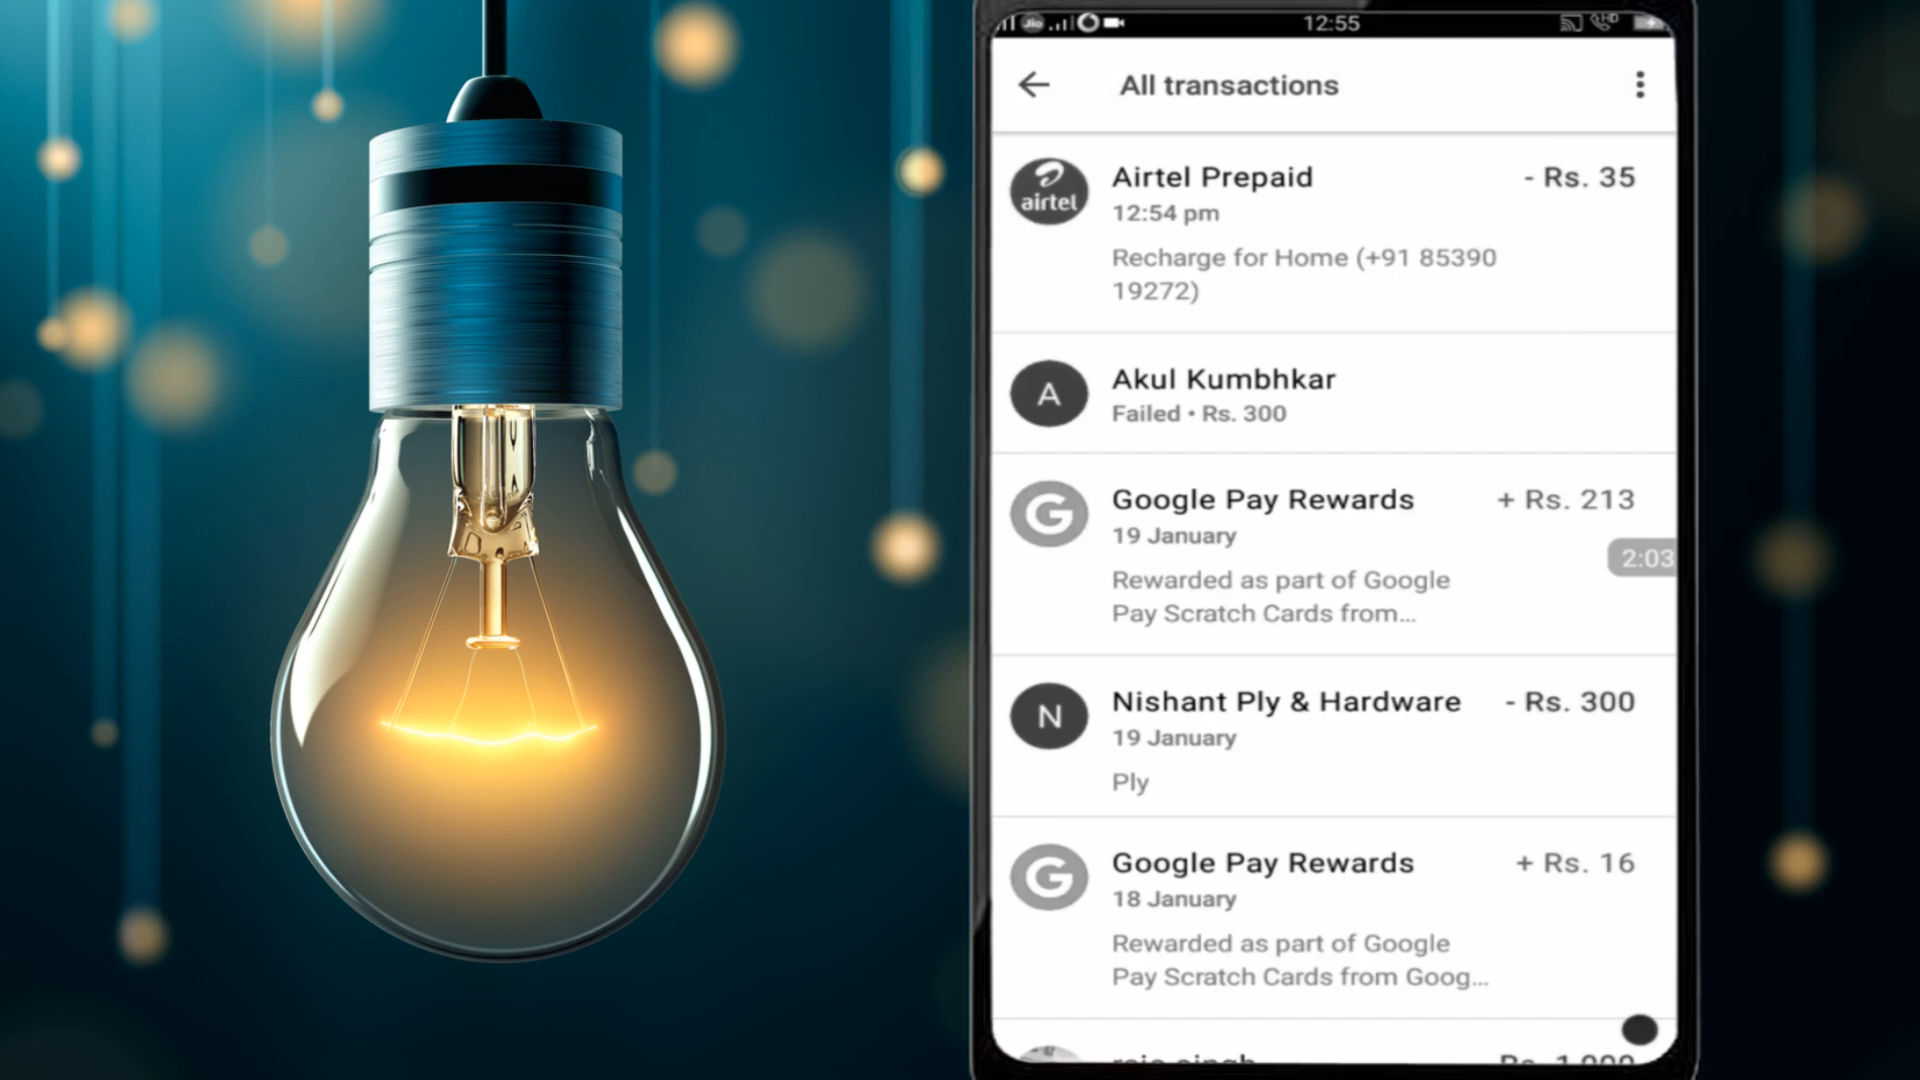 Jio
12:55
HD
All transactions
airtel
Airtel Prepaid
- Rs. 35
12:54 pm
Recharge for Home (+91 85390
19272)
A
Akul Kumbhkar
Failed • Rs. 300
G
Google Pay Rewards
+ Rs. 213
19 January
2:03
Rewarded as part of Google
Pay Scratch Cards from...
N
Nishant Ply & Hardware
- Rs. 300
19 January
Ply
G
Google Pay Rewards
+ Rs. 16
18 January
Rewarded as part of Google
Pay Scratch Cards from Goog...